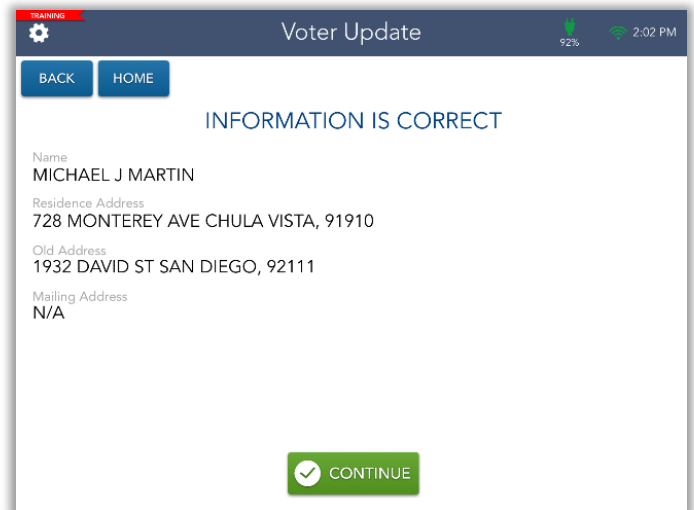 TRAINING
Voter Update
92%
2:02 PM
BACK
HOME
INFORMATION IS CORRECT
Name
MICHAEL J MARTIN
Residence Address
728 MONTEREY AVE CHULA VISTA, 91910
Old Address
1932 DAVID ST SAN DIEGO, 92111
Mailing Address
N/A
CONTINUE